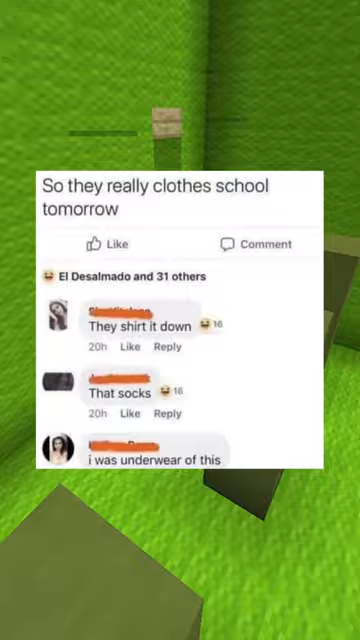 So they really clothes school
tomorrow
Like Comment
El Desalmado and 31 others
They shirt it down 16
20h Like Reply
That socks 16
20h Like Reply
i was underwear of this